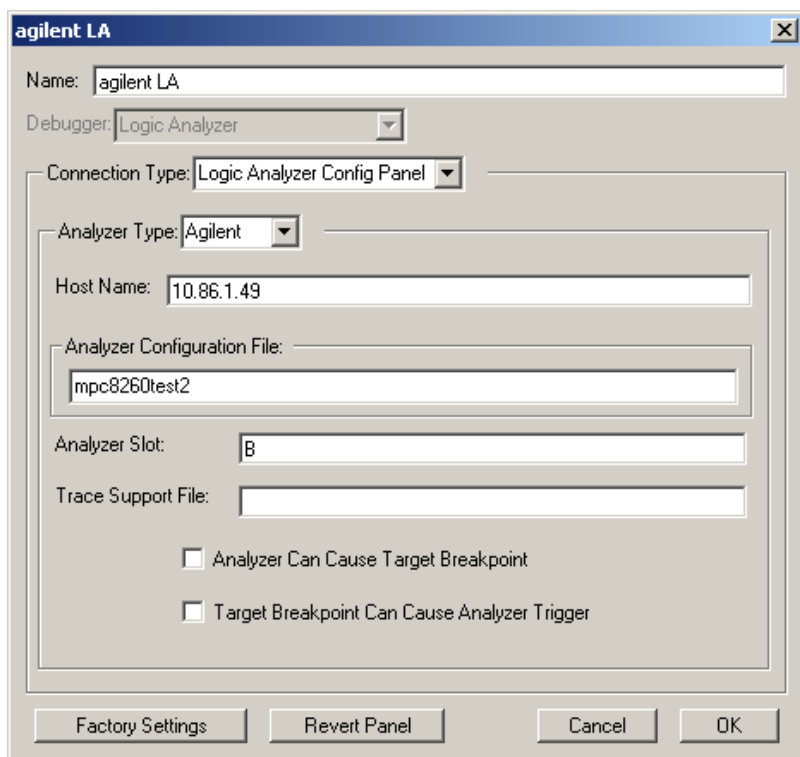 agilent LA
Name: agilent LA
Debugger: Logic Analyzer
Connection Type: Logic Analyzer Config Panel
Analyzer Type: Agilent
Host Name: 10.86.1.49
Analyzer Configuration File:
mpc8260test2
Analyzer Slot: B
Trace Support File:
Analyzer Can Cause Target Breakpoint
Target Breakpoint Can Cause Analyzer Trigger
Factory Settings Revert Panel Cancel OK